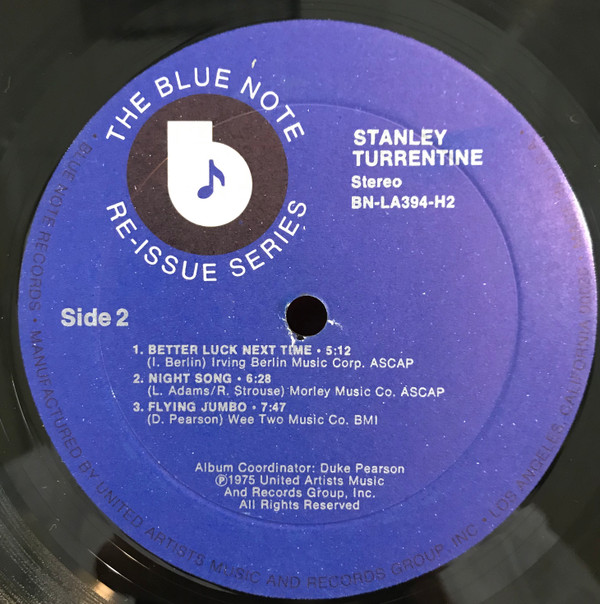 THE BLUE NOTE
RE-ISSUE SERIES
STANLEY
TURRENTINE
Stereo
BN-LA394-H2
Side 2
1. BETTER LUCK NEXT TIME • 5:12
(I. Berlin) Irving Berlin Music Corp. ASCAP
2. NIGHT SONG • 6:28
(L. Adams/R. Strouse) Morley Music Co. ASCAP
3. FLYING JUMBO • 7:47
(D. Pearson) Wee Two Music Co. BMI
Album Coordinator: Duke Pearson
Ⓟ1975 United Artists Music
And Records Group, Inc.
All Rights Reserved
• BLUE NOTE RECORDS • MANUFACTURED BY UNITED ARTISTS MUSIC AND RECORDS GROUP, INC. • LOS ANGELES, CALIFORNIA